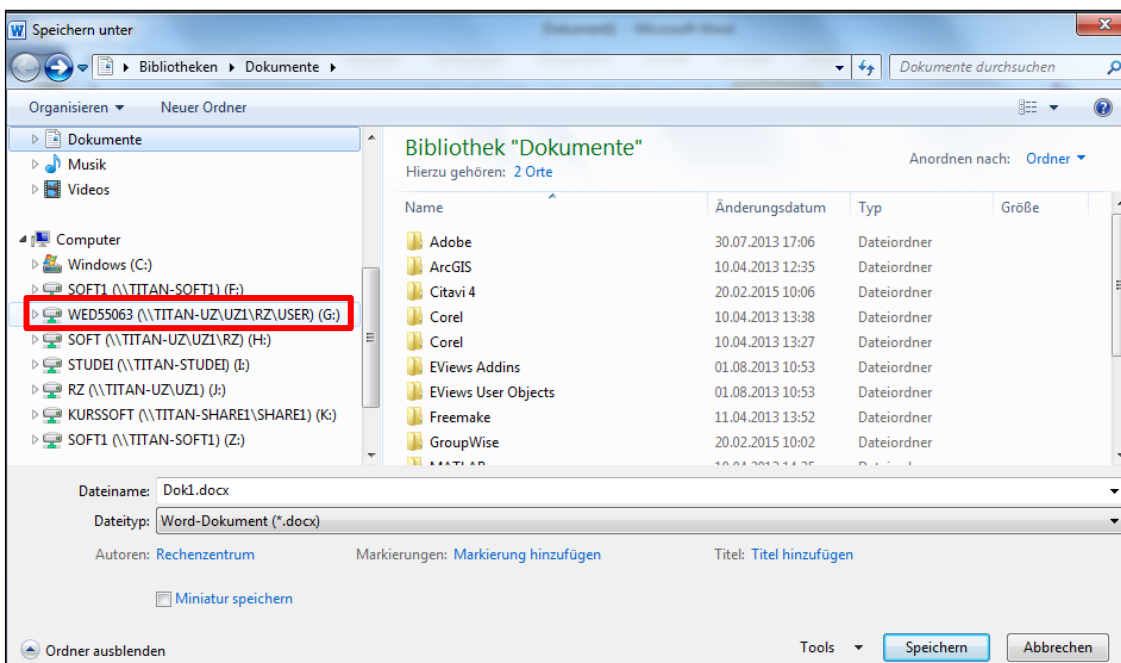 Speichern unter
Bibliotheken Dokumente
Dokumente durchsuchen
Organisieren Neuer Ordner
Dokumente
Musik
Videos
Computer
Windows (C:)
SOFT1 (\\TITAN-SOFT1) (F:)
WED55063 (\\TITAN-UZ\UZ1\RZ\USER) (G:)
SOFT (\\TITAN-UZ\UZ1\RZ) (H:)
STUDEI (\\TITAN-STUDEI) (I:)
RZ (\\TITAN-UZ\UZ1) (J:)
KURSSOFT (\\TITAN-SHARE1\SHARE1) (K:)
SOFT1 (\\TITAN-SOFT1) (Z:)
Bibliothek "Dokumente"
Hierzu gehören: 2 Orte
Anordnen nach: Ordner
Name Änderungsdatum Typ Größe
Adobe 30.07.2013 17:06 Dateiordner
ArcGIS 10.04.2013 12:35 Dateiordner
Citavi 4 20.02.2015 10:06 Dateiordner
Corel 10.04.2013 13:38 Dateiordner
Corel 10.04.2013 13:27 Dateiordner
EViews Addins 01.08.2013 10:53 Dateiordner
EViews User Objects 01.08.2013 10:53 Dateiordner
Freemake 11.04.2013 13:52 Dateiordner
GroupWise 20.02.2015 10:02 Dateiordner
MATLAB
Dateiname: Dok1.docx
Dateityp: Word-Dokument (*.docx)
Autoren: Rechenzentrum Markierungen: Markierung hinzufügen Titel: Titel hinzufügen
Miniatur speichern
Ordner ausblenden Tools Speichern Abbrechen